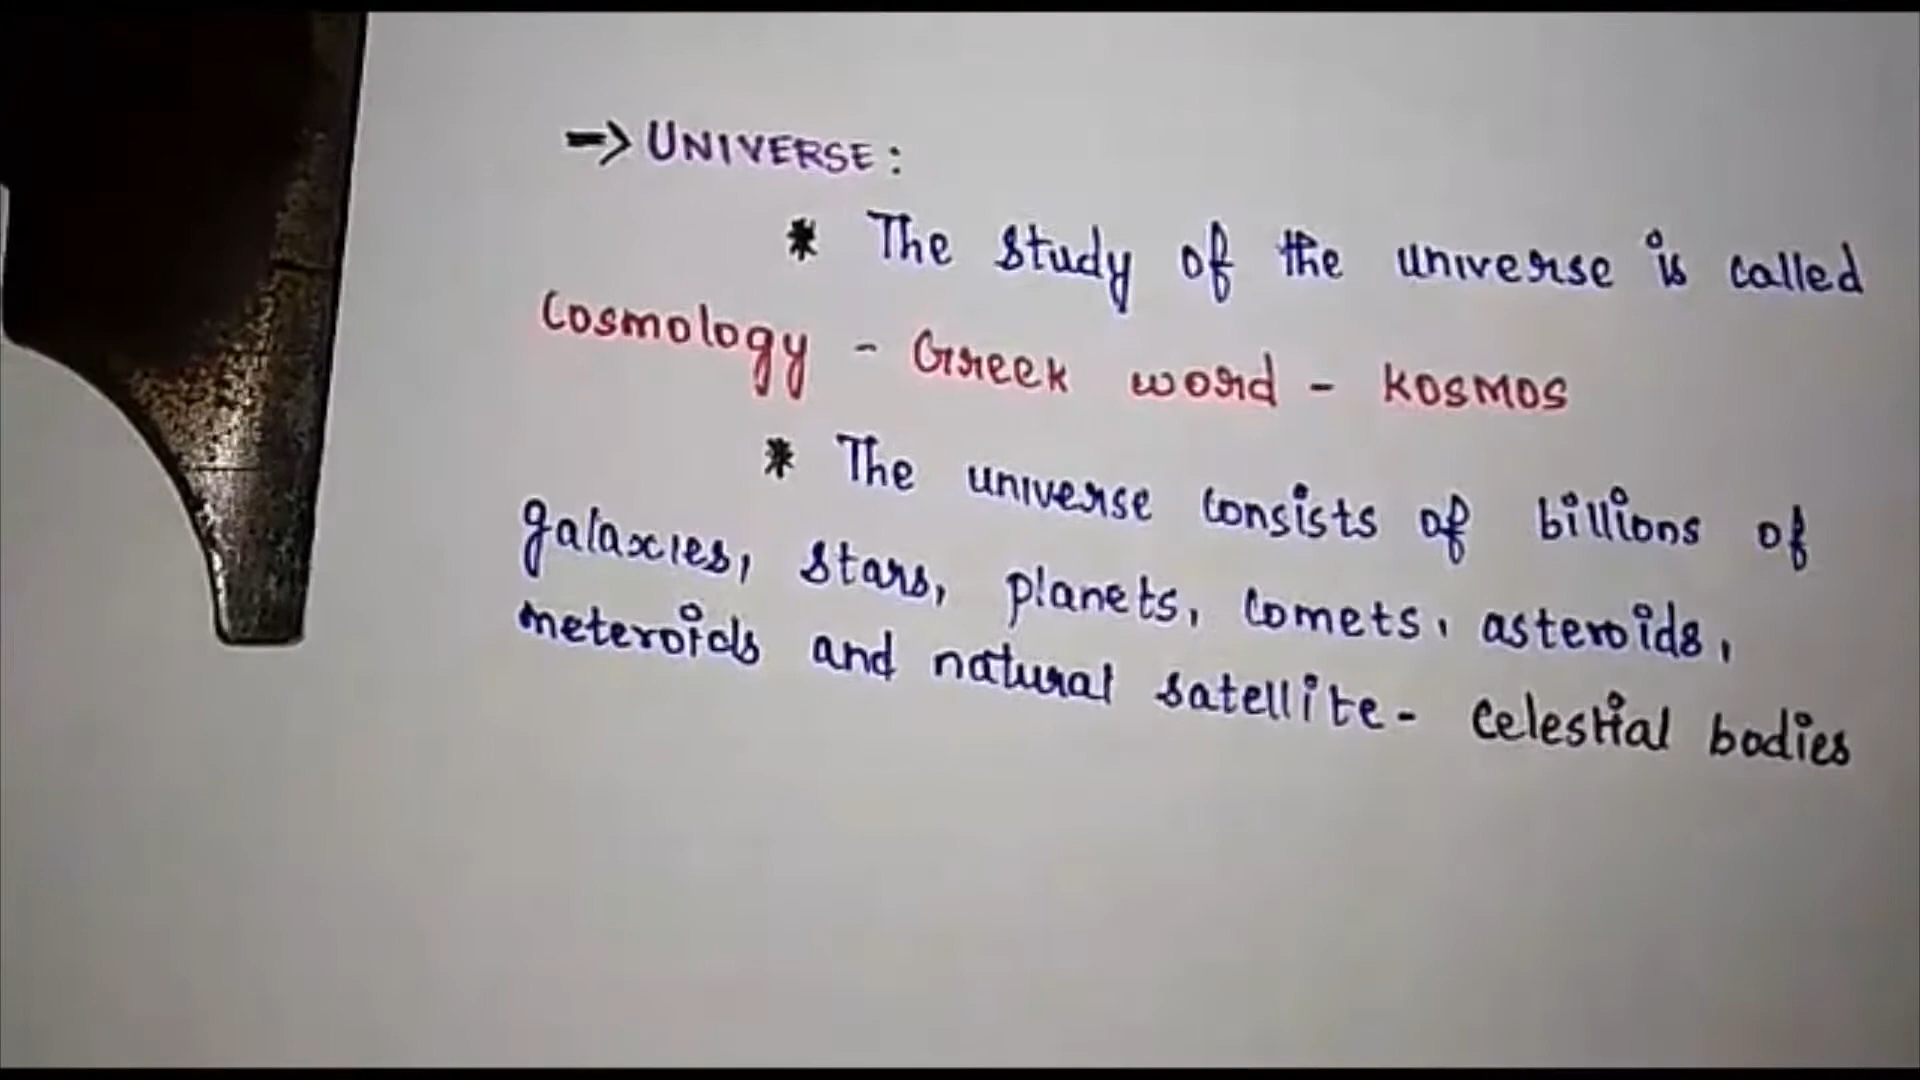 → UNIVERSE:
* The study of the universe is called
Cosmology - Greek word - KOSMOS
* The universe consists of billions of
galaxies, stars, planets, comets, asteroids,
meteroids and natural satellite - celestial bodies